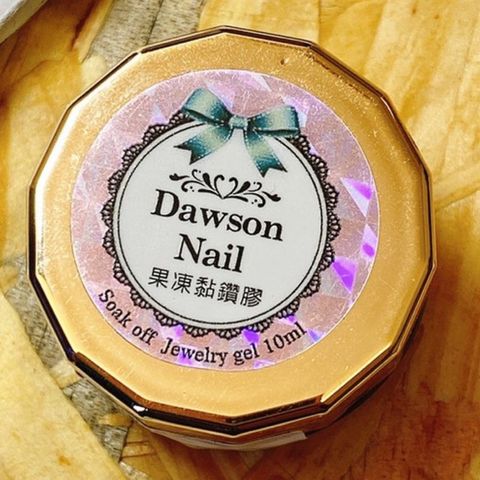 Dawson
Nail
果凍黏鑽膠
Soak off Jewelry gel 10ml